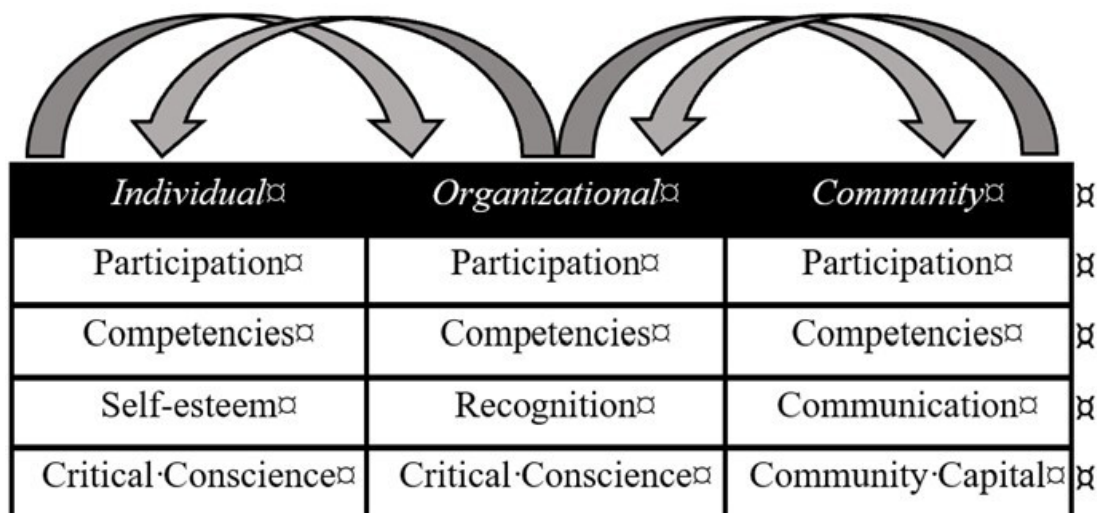 Individual¤ Organizational¤ Community¤ ¤
Participation¤ Participation¤ Participation¤ ¤
Competencies¤ Competencies¤ Competencies¤ ¤
Self-esteem¤ Recognition¤ Communication¤ ¤
Critical·Conscience¤ Critical·Conscience¤ Community·Capital¤ ¤